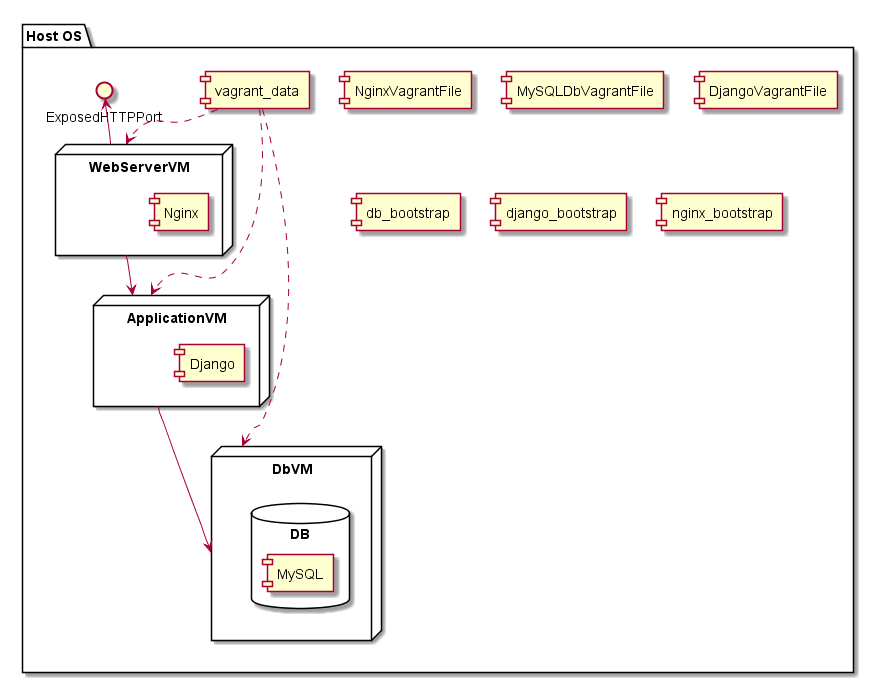 Host OS
vagrant_data
NginxVagrantFile
MySQLDbVagrantFile
DjangoVagrantFile
ExposedHTTPPort
WebServerVM
Nginx
db_bootstrap
django_bootstrap
nginx_bootstrap
ApplicationVM
Django
DbVM
DB
MySQL